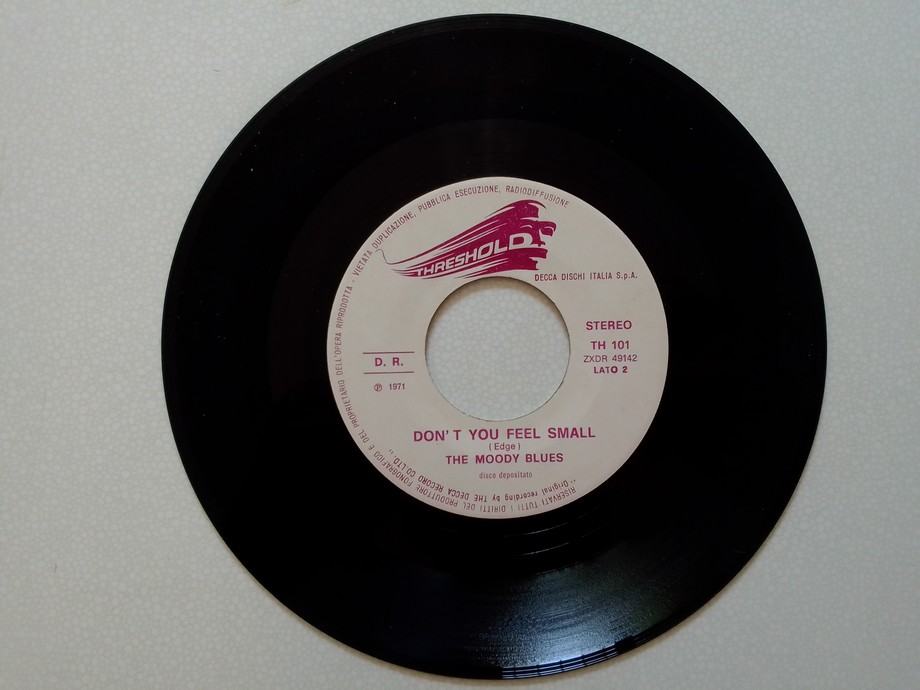 RISERVATI TUTTI I DIRITTI DEL PRODUTTORE FONOGRAFICO E DEL PROPRIETARIO DELL'OPERA RIPRODOTTA - VIETATA DUPLICAZIONE, PUBBLICA ESECUZIONE, RADIODIFFUSIONE
THRESHOLD
DECCA DISCHI ITALIA S.p.A.
STEREO
TH 101
ZXDR 49142
LATO 2
D. R.
℗ 1971
DON'T YOU FEEL SMALL
(Edge)
THE MOODY BLUES
disco depositato
,, Original recording by THE DECCA RECORD CO. LTD. ,,